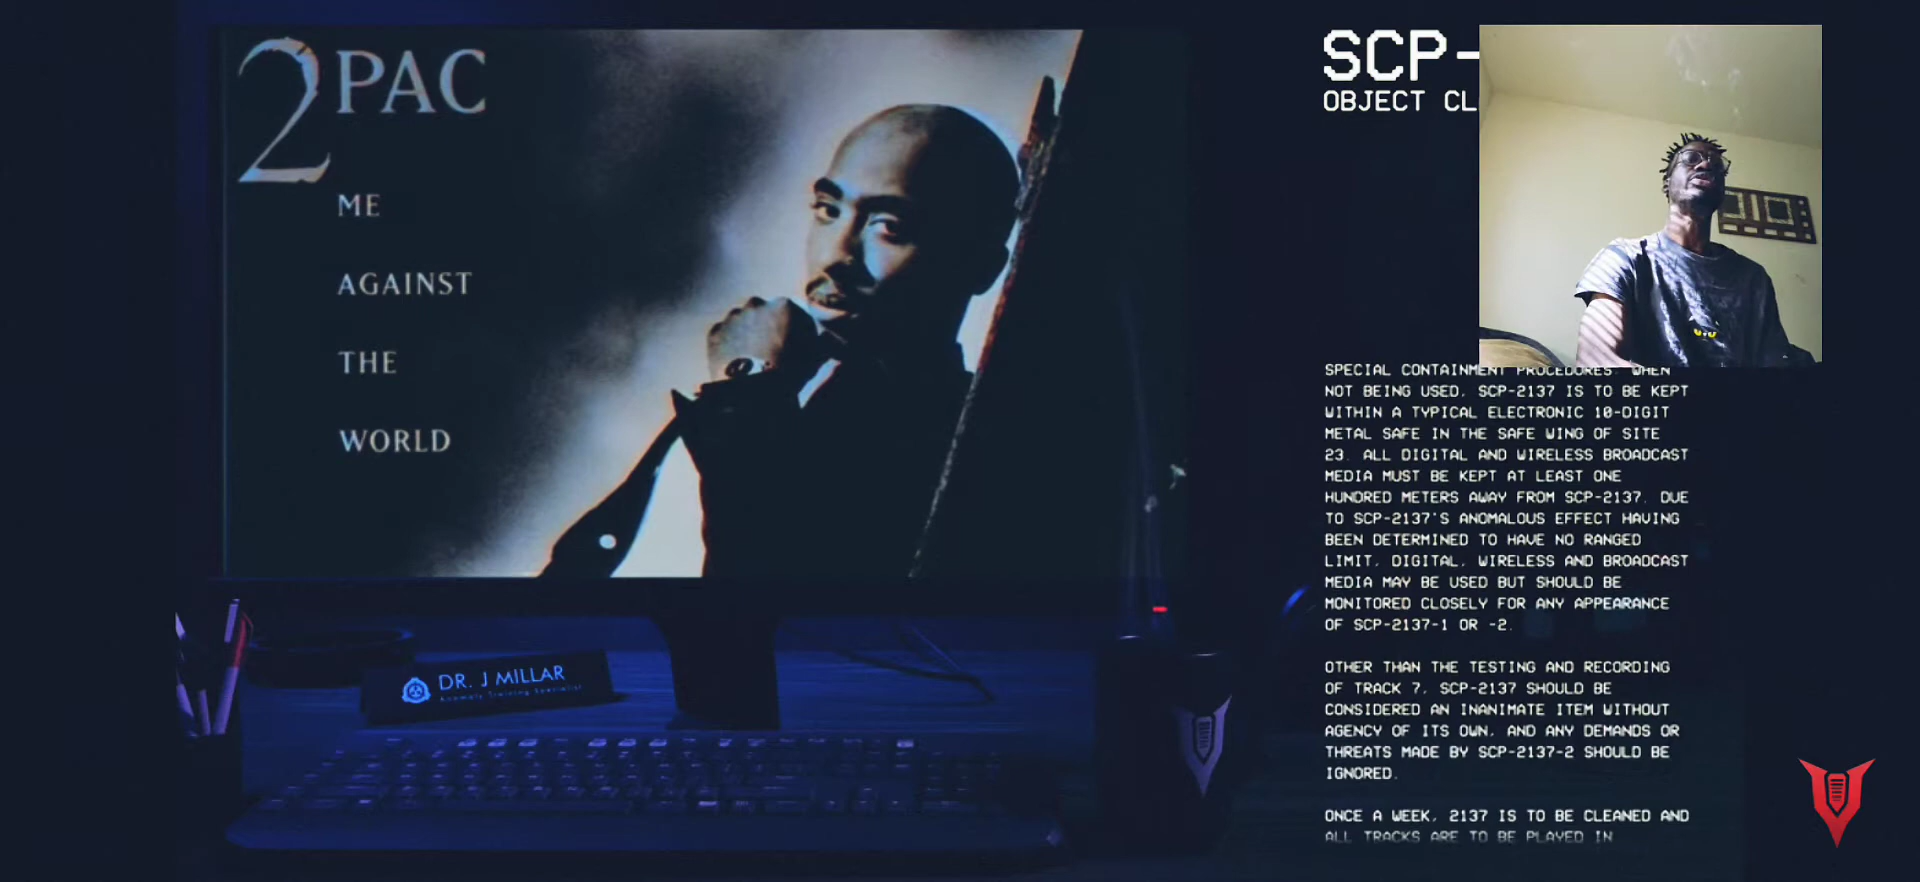 2PAC
ME
AGAINST
THE
WORLD
DR. J MILLAR
Anomaly Training Specialist
SCP-
OBJECT CL
SPECIAL CONTAINMENT PROCEDURES: WHEN
NOT BEING USED, SCP-2137 IS TO BE KEPT
WITHIN A TYPICAL ELECTRONIC 10-DIGIT
METAL SAFE IN THE SAFE WING OF SITE
23. ALL DIGITAL AND WIRELESS BROADCAST
MEDIA MUST BE KEPT AT LEAST ONE
HUNDRED METERS AWAY FROM SCP-2137. DUE
TO SCP-2137'S ANOMALOUS EFFECT HAVING
BEEN DETERMINED TO HAVE NO RANGED
LIMIT, DIGITAL, WIRELESS AND BROADCAST
MEDIA MAY BE USED BUT SHOULD BE
MONITORED CLOSELY FOR ANY APPEARANCE
OF SCP-2137-1 OR -2.
OTHER THAN THE TESTING AND RECORDING
OF TRACK 7, SCP-2137 SHOULD BE
CONSIDERED AN INANIMATE ITEM WITHOUT
AGENCY OF ITS OWN, AND ANY DEMANDS OR
THREATS MADE BY SCP-2137-2 SHOULD BE
IGNORED.
ONCE A WEEK, 2137 IS TO BE CLEANED AND
ALL TRACKS ARE TO BE PLAYED IN